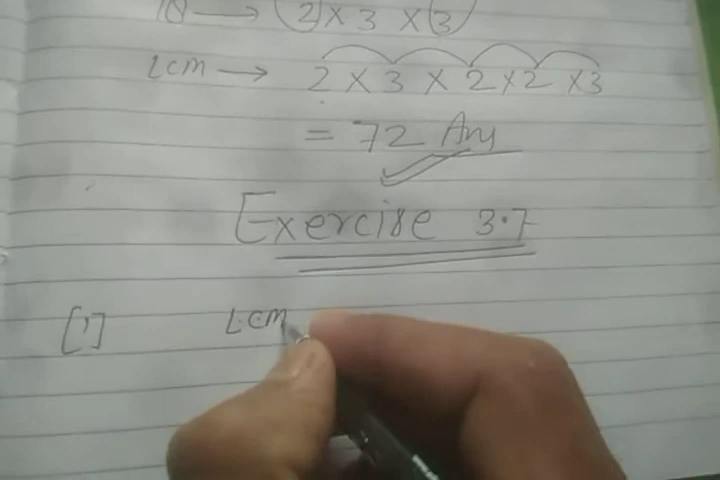 18 → 2 × 3 × 3
LCM → 2 × 3 × 2 × 2 × 3
= 72 Ans
Exercise 3.7
[1] LCM